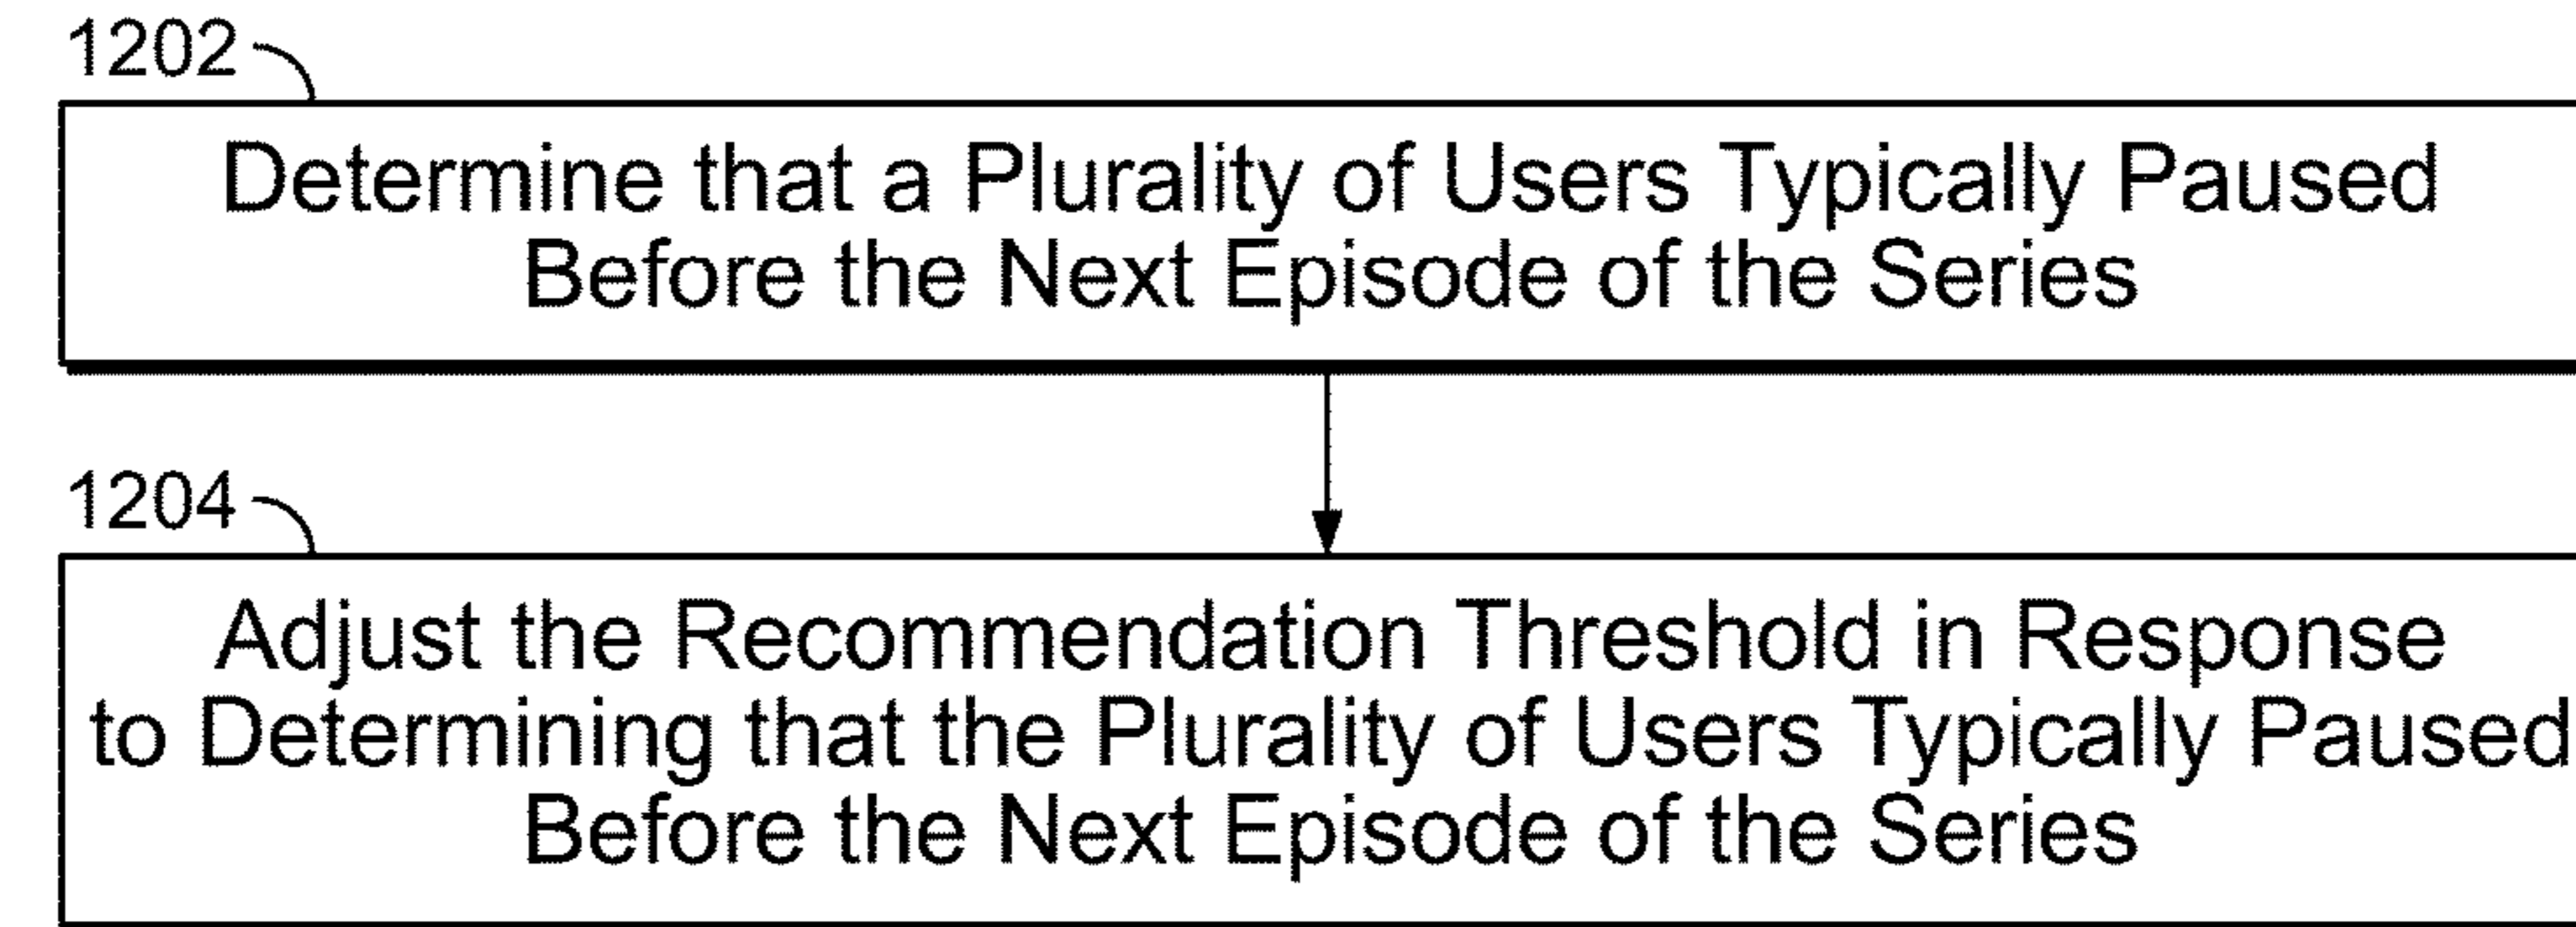 1202
Determine that a Plurality of Users Typically Paused
Before the Next Episode of the Series
1204
Adjust the Recommendation Threshold in Response
to Determining that the Plurality of Users Typically Paused
Before the Next Episode of the Series